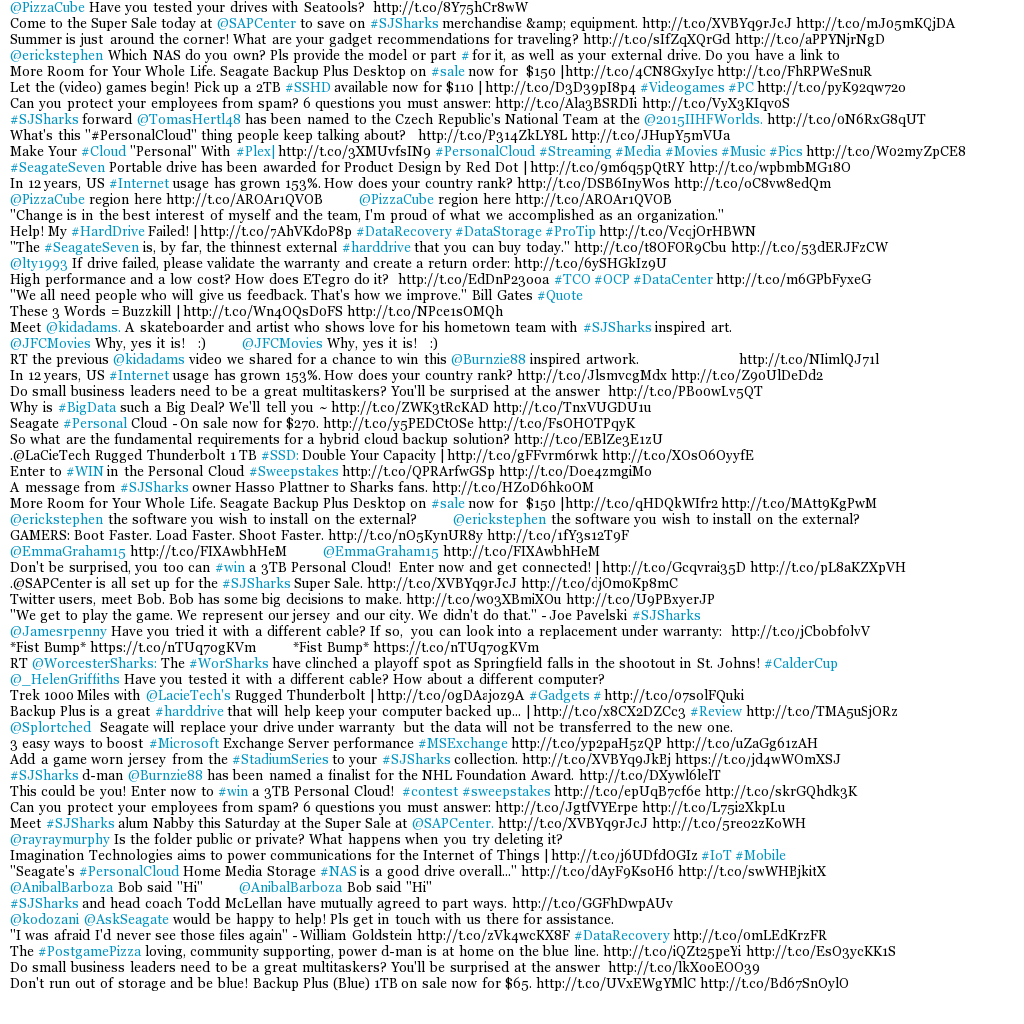 @PizzaCube Have you tested your drives with Seatools? http://t.co/8Y75hCr8wW
Come to the Super Sale today at @SAPCenter to save on #SJSharks merchandise &amp; equipment. http://t.co/XVBYq9rJcJ http://t.co/mJ05mKQjDA
Summer is just around the corner! What are your gadget recommendations for traveling? http://t.co/sIfZqXQrGd http://t.co/aPPYNjrNgD
@erickstephen Which NAS do you own? Pls provide the model or part # for it, as well as your external drive. Do you have a link to
More Room for Your Whole Life. Seagate Backup Plus Desktop on #sale now for $150 | http://t.co/4CN8GxyIyc http://t.co/FhRPWeSnuR
Let the (video) games begin! Pick up a 2TB #SSHD available now for $110 | http://t.co/D3D39pI8p4 #Videogames #PC http://t.co/pyK92qw72o
Can you protect your employees from spam? 6 questions you must answer: http://t.co/Ala3BSRDIi http://t.co/VyX3KIqv0S
#SJSharks forward @TomasHertl48 has been named to the Czech Republic's National Team at the @2015IIHFWorlds. http://t.co/0N6RxG8qUT
What's this "#PersonalCloud" thing people keep talking about? http://t.co/P314ZkLY8L http://t.co/JHupY5mVUa
Make Your #Cloud "Personal" With #Plex| http://t.co/3XMUvfsIN9 #PersonalCloud #Streaming #Media #Movies #Music #Pics http://t.co/Wo2myZpCE8
#SeagateSeven Portable drive has been awarded for Product Design by Red Dot | http://t.co/9m6q5pQtRY http://t.co/wpbmbMG18O
In 12 years, US #Internet usage has grown 153%. How does your country rank? http://t.co/DSB6InyWos http://t.co/oC8vw8edQm
@PizzaCube region here http://t.co/AROAr1QVOB @PizzaCube region here http://t.co/AROAr1QVOB
"Change is in the best interest of myself and the team, I'm proud of what we accomplished as an organization."
Help! My #HardDrive Failed! | http://t.co/7AhVKdoP8p #DataRecovery #DataStorage #ProTip http://t.co/VccjOrHBWN
"The #SeagateSeven is, by far, the thinnest external #harddrive that you can buy today." http://t.co/t8OFOR9Cbu http://t.co/53dERJFzCW
@lty1993 If drive failed, please validate the warranty and create a return order: http://t.co/6ySHGkIz9U
High performance and a low cost? How does ETegro do it? http://t.co/EdDnP23ooa #TCO #OCP #DataCenter http://t.co/m6GPbFyxeG
"We all need people who will give us feedback. That's how we improve." Bill Gates #Quote
These 3 Words = Buzzkill | http://t.co/Wn4OQsDoFS http://t.co/NPce1sOMQh
Meet @kidadams. A skateboarder and artist who shows love for his hometown team with #SJSharks inspired art.
@JFCMovies Why, yes it is! :) @JFCMovies Why, yes it is! :)
RT the previous @kidadams video we shared for a chance to win this @Burnzie88 inspired artwork. http://t.co/NIimlQJ71l
In 12 years, US #Internet usage has grown 153%. How does your country rank? http://t.co/JlsmvcgMdx http://t.co/Z90UlDeDd2
Do small business leaders need to be a great multitaskers? You'll be surprised at the answer http://t.co/PBo0wLv5QT
Why is #BigData such a Big Deal? We'll tell you ~ http://t.co/ZWK3tRcKAD http://t.co/TnxVUGDU1u
Seagate #Personal Cloud - On sale now for $270. http://t.co/y5PEDCtOSe http://t.co/FsOHOTPqyK
So what are the fundamental requirements for a hybrid cloud backup solution? http://t.co/EBlZe3E1zU
.@LaCieTech Rugged Thunderbolt 1 TB #SSD: Double Your Capacity | http://t.co/gFFvrm6rwk http://t.co/XOsO6OyyfE
Enter to #WIN in the Personal Cloud #Sweepstakes http://t.co/QPRArfwGSp http://t.co/Doe4zmgiMo
A message from #SJSharks owner Hasso Plattner to Sharks fans. http://t.co/HZoD6hk0OM
More Room for Your Whole Life. Seagate Backup Plus Desktop on #sale now for $150 | http://t.co/qHDQkWIfr2 http://t.co/MAtt9KgPwM
@erickstephen the software you wish to install on the external? @erickstephen the software you wish to install on the external?
GAMERS: Boot Faster. Load Faster. Shoot Faster. http://t.co/nO5KynUR8y http://t.co/1fY3s12T9F
@EmmaGraham15 http://t.co/FIXAwbhHeM @EmmaGraham15 http://t.co/FIXAwbhHeM
Don't be surprised, you too can #win a 3TB Personal Cloud! Enter now and get connected! | http://t.co/Gcqvrai35D http://t.co/pL8aKZXpVH
.@SAPCenter is all set up for the #SJSharks Super Sale. http://t.co/XVBYq9rJcJ http://t.co/cjOmoKp8mC
Twitter users, meet Bob. Bob has some big decisions to make. http://t.co/wo3XBmiXOu http://t.co/U9PBxyerJP
"We get to play the game. We represent our jersey and our city. We didn't do that." - Joe Pavelski #SJSharks
@Jamesrpenny Have you tried it with a different cable? If so, you can look into a replacement under warranty: http://t.co/jCbobfolvV
*Fist Bump* https://t.co/nTUq7ogKVm *Fist Bump* https://t.co/nTUq7ogKVm
RT @WorcesterSharks: The #WorSharks have clinched a playoff spot as Springfield falls in the shootout in St. Johns! #CalderCup
@_HelenGriffiths Have you tested it with a different cable? How about a different computer?
Trek 1000 Miles with @LacieTech's Rugged Thunderbolt | http://t.co/0gDAajoz9A #Gadgets # http://t.co/07solFQuki
Backup Plus is a great #harddrive that will help keep your computer backed up... | http://t.co/x8CX2DZCc3 #Review http://t.co/TMA5uSjORz
@Splortched Seagate will replace your drive under warranty but the data will not be transferred to the new one.
3 easy ways to boost #Microsoft Exchange Server performance #MSExchange http://t.co/yp2paH5zQP http://t.co/uZaGg61zAH
Add a game worn jersey from the #StadiumSeries to your #SJSharks collection. http://t.co/XVBYq9JkEj https://t.co/jd4wWOmXSJ
#SJSharks d-man @Burnzie88 has been named a finalist for the NHL Foundation Award. http://t.co/DXywl6lelT
This could be you! Enter now to #win a 3TB Personal Cloud! #contest #sweepstakes http://t.co/epUqB7cf6e http://t.co/skrGQhdk3K
Can you protect your employees from spam? 6 questions you must answer: http://t.co/JgtfVYErpe http://t.co/L75i2XkpLu
Meet #SJSharks alum Nabby this Saturday at the Super Sale at @SAPCenter. http://t.co/XVBYq9rJcJ http://t.co/5reo2zKoWH
@rayraymurphy Is the folder public or private? What happens when you try deleting it?
Imagination Technologies aims to power communications for the Internet of Things | http://t.co/j6UDfdOGIz #IoT #Mobile
"Seagate's #PersonalCloud Home Media Storage #NAS is a good drive overall..." http://t.co/dAyF9KsoH6 http://t.co/swWHBjkitX
@AnibalBarboza Bob said "Hi" @AnibalBarboza Bob said "Hi"
#SJSharks and head coach Todd McLellan have mutually agreed to part ways. http://t.co/GGFhDwpAUv
@kodozani @AskSeagate would be happy to help! Pls get in touch with us there for assistance.
"I was afraid I'd never see those files again" - William Goldstein http://t.co/zVk4wcKX8F #DataRecovery http://t.co/0mLEdKrzFR
The #PostgamePizza loving, community supporting, power d-man is at home on the blue line. http://t.co/iQZt25peYi http://t.co/EsO3ycKK1S
Do small business leaders need to be a great multitaskers? You'll be surprised at the answer http://t.co/lkX0oEOO39
Don't run out of storage and be blue! Backup Plus (Blue) 1TB on sale now for $65. http://t.co/UVxEWgYMlC http://t.co/Bd67SnOylO